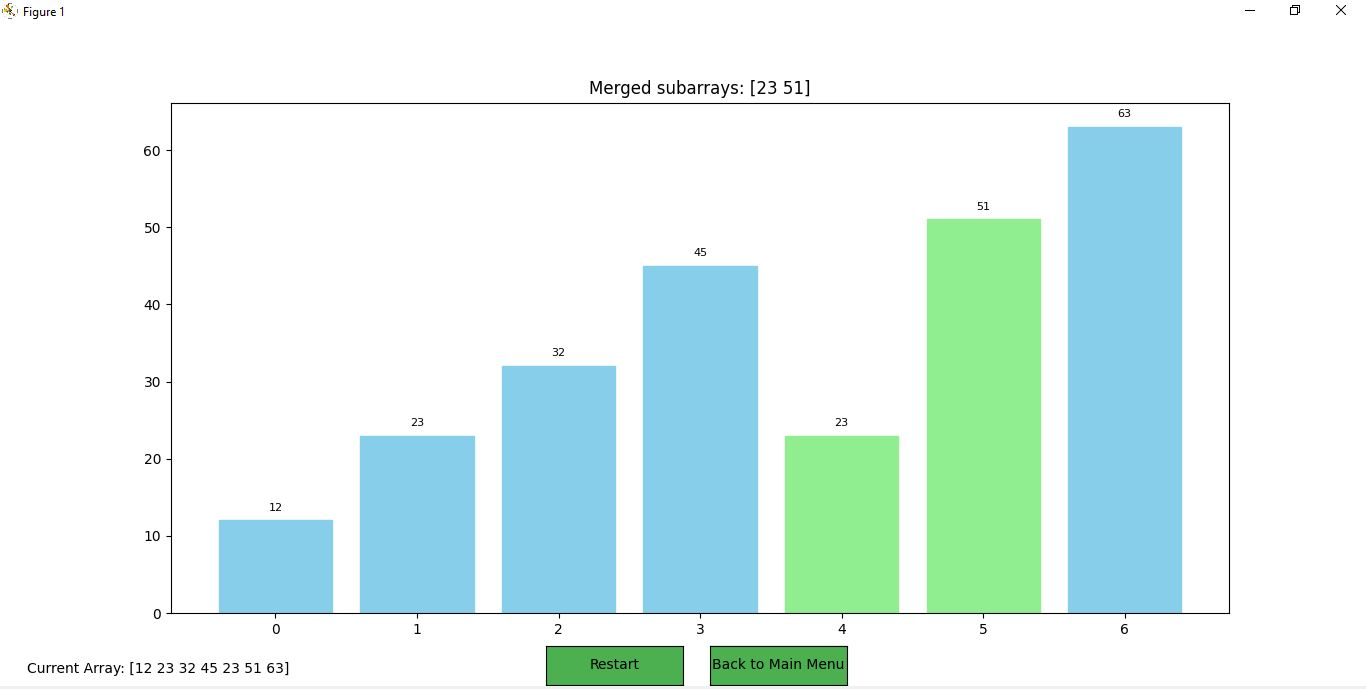 Figure 1
Merged subarrays: [23 51]
63
60
51
50
45
40
32
30
23
23
20
12
10
0
0 1 2 3 4 5 6
Current Array: [12 23 32 45 23 51 63]
Restart
Back to Main Menu